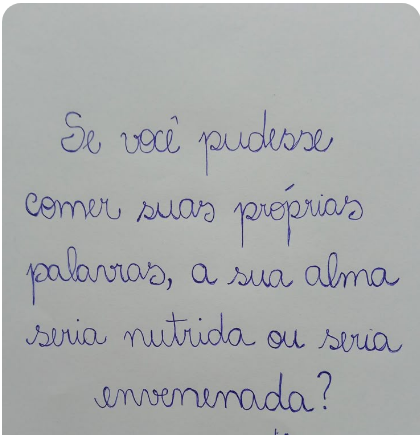 Se você pudesse
comer suas próprias
palavras, a sua alma
seria nutrida ou seria
envenenada?